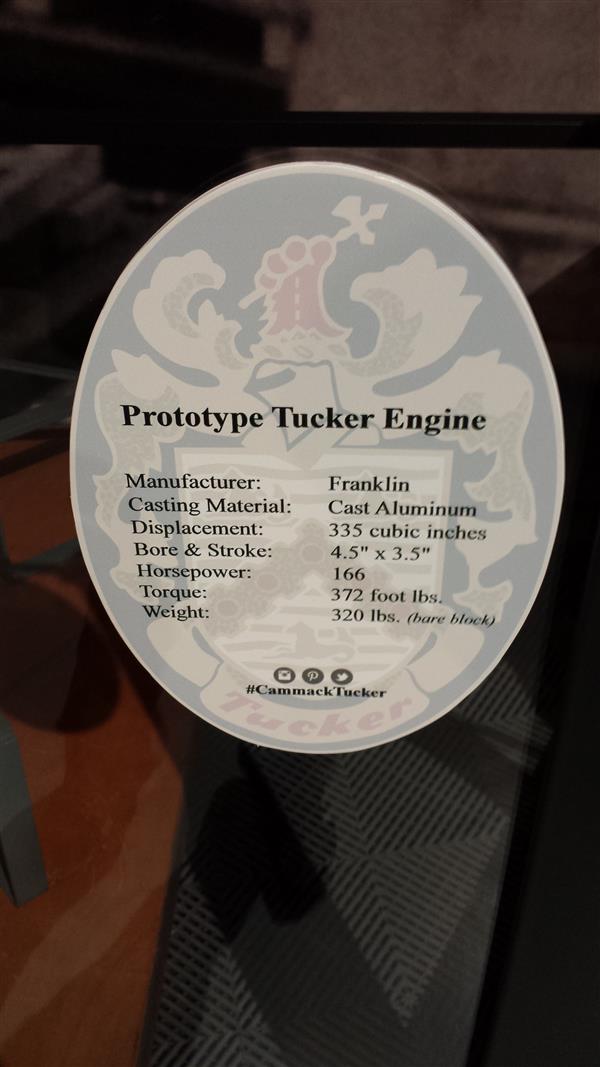 Prototype Tucker Engine
Manufacturer: Franklin
Casting Material: Cast Aluminum
Displacement: 335 cubic inches
Bore & Stroke: 4.5" x 3.5"
Horsepower: 166
Torque: 372 foot lbs.
Weight: 320 lbs. (bare block)
#CammackTucker
Tucker